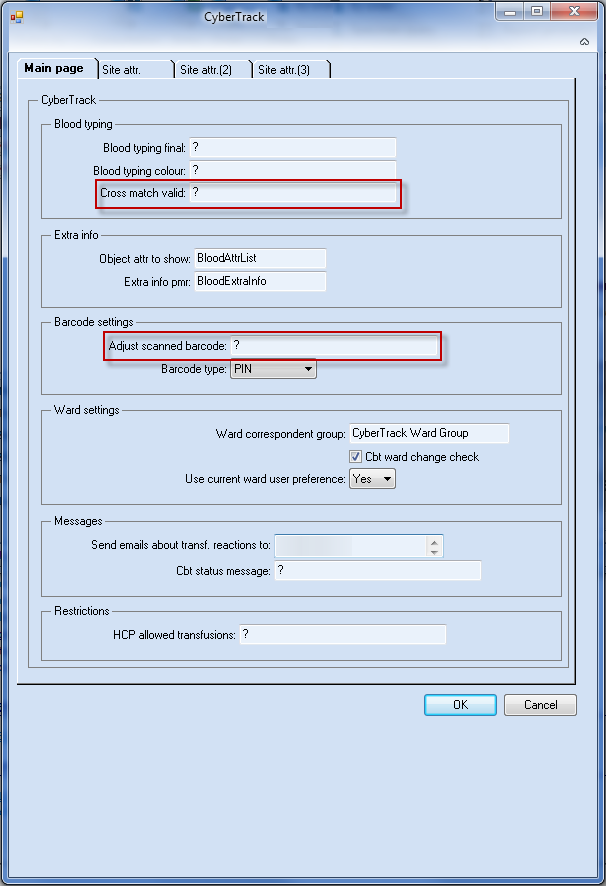 CyberTrack
Main page Site attr. Site attr.(2) Site attr.(3)
CyberTrack
Blood typing
Blood typing final: ?
Blood typing colour: ?
Cross match valid: ?
Extra info
Object attr to show: BloodAttrList
Extra info pmr: BloodExtraInfo
Barcode settings
Adjust scanned barcode: ?
Barcode type: PIN
Ward settings
Ward correspondent group: CyberTrack Ward Group
Cbt ward change check
Use current ward user preference: Yes
Messages
Send emails about transf. reactions to:
Cbt status message: ?
Restrictions
HCP allowed transfusions: ?
OK Cancel